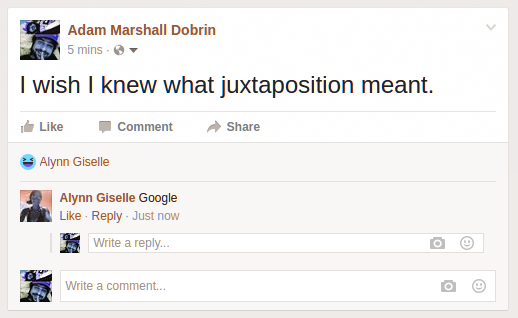 Adam Marshall Dobrin
5 mins ·
I wish I knew what juxtaposition meant.
Like Comment Share
Alynn Giselle
Alynn Giselle Google
Like · Reply · Just now
Write a reply...
Write a comment...